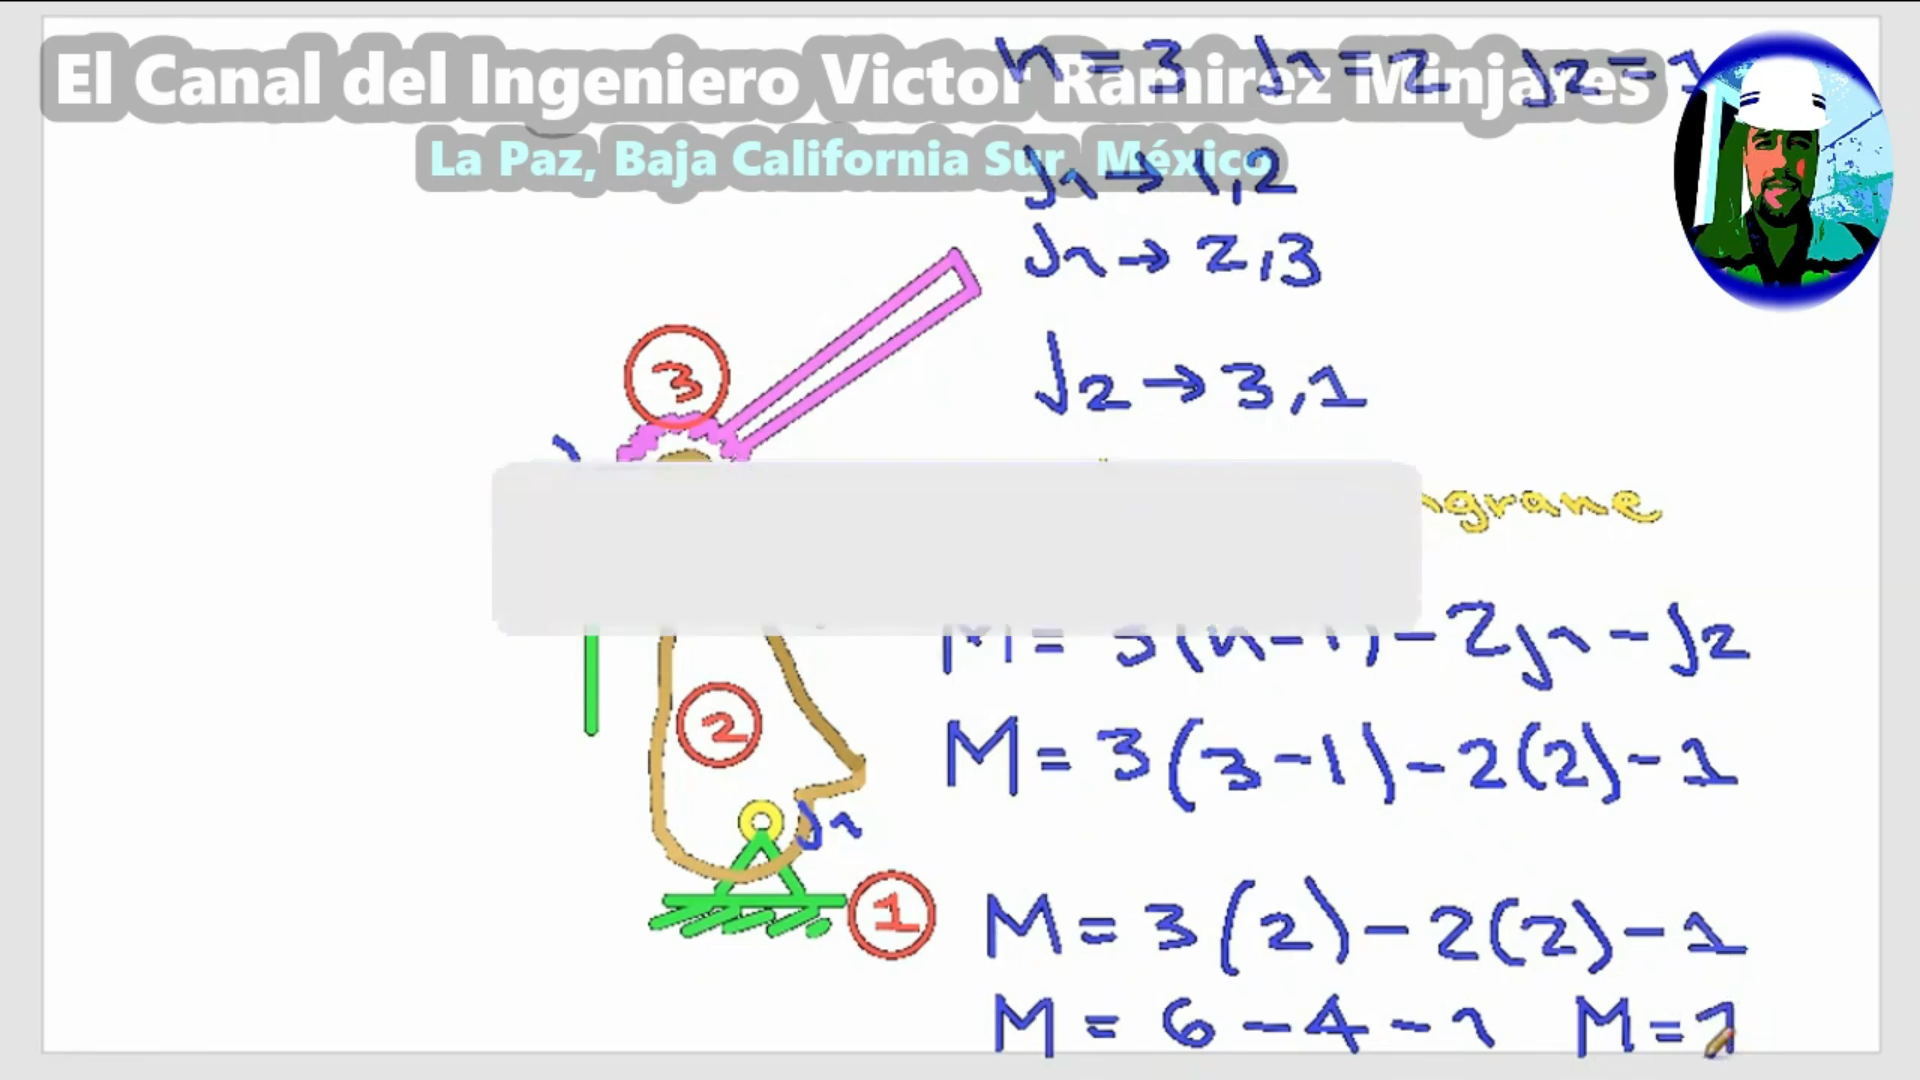 El Canal del Ingeniero Victor Ramirez Minjares
n = 3 j1 = 2 j2 = 1
La Paz, Baja California Sur México
j1 → 1,2
j1 → 2,3
3
j2 → 3,1
M = 3(n-1) - 2j1 - j2
2
M = 3(3-1) - 2(2) - 1
j1
1
M = 3(2) - 2(2) - 1
M = 6 - 4 - 1 M = 1